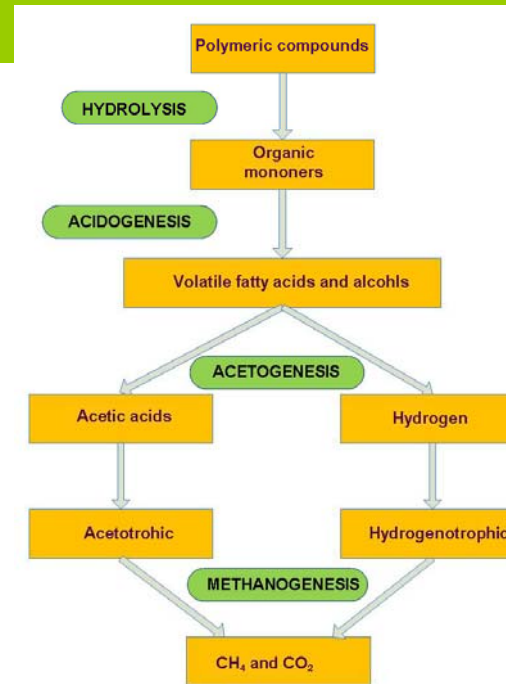 Polymeric compounds
HYDROLYSIS
Organic
mononers
ACIDOGENESIS
Volatile fatty acids and alcohls
ACETOGENESIS
Acetic acids
Hydrogen
Acetotrohic
Hydrogenotrophic
METHANOGENESIS
CH₄ and CO₂